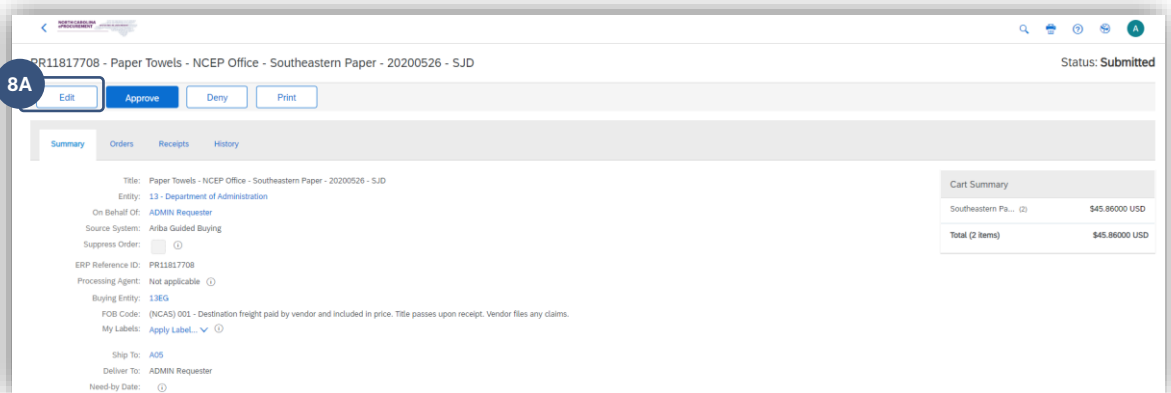 NORTH CAROLINA
ePROCUREMENT
A
PR11817708 - Paper Towels - NCEP Office - Southeastern Paper - 20200526 - SJD
Status: Submitted
8A
Edit Approve Deny Print
Summary Orders Receipts History
Title: Paper Towels - NCEP Office - Southeastern Paper - 20200526 - SJD
Entity: 13 - Department of Administration
On Behalf Of: ADMIN Requester
Source System: Ariba Guided Buying
Suppress Order:
ERP Reference ID: PR11817708
Processing Agent: Not applicable
Buying Entity: 13EG
FOB Code: (NCAS) 001 - Destination freight paid by vendor and included in price. Title passes upon receipt. Vendor files any claims.
My Labels: Apply Label...
Ship To: A05
Deliver To: ADMIN Requester
Need-by Date:
Cart Summary
Southeastern Pa... (2) $45.86000 USD
Total (2 items) $45.86000 USD